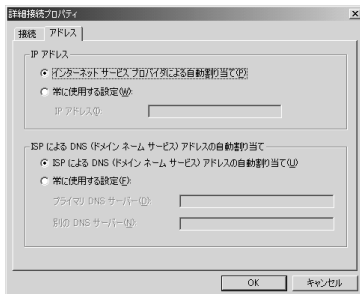 詳細接続プロパティ
接続 アドレス
IP アドレス
インターネット サービス プロバイダによる自動割り当て(P)
常に使用する設定(W):
IP アドレス(I):
ISP による DNS (ドメイン ネーム サービス) アドレスの自動割り当て
ISP による DNS (ドメイン ネーム サービス) アドレスの自動割り当て(U)
常に使用する設定(E):
プライマリ DNS サーバー(D):
別の DNS サーバー(N):
OK キャンセル